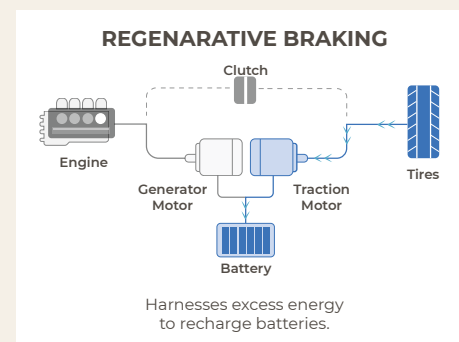 REGENARATIVE BRAKING
Clutch
Engine
Generator
Motor
Traction
Motor
Tires
Battery
Harnesses excess energy
to recharge batteries.